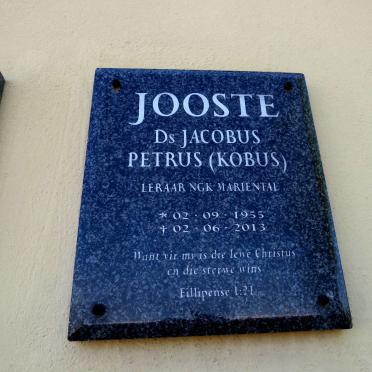 JOOSTE
Ds JACOBUS
PETRUS (KOBUS)
LERAAR NGK MARIENTAL
* 02 · 09 · 1955
✝ 02 · 06 · 2013
Want vir my is die lewe Christus
en die sterwe wins
Fillipense 1:21